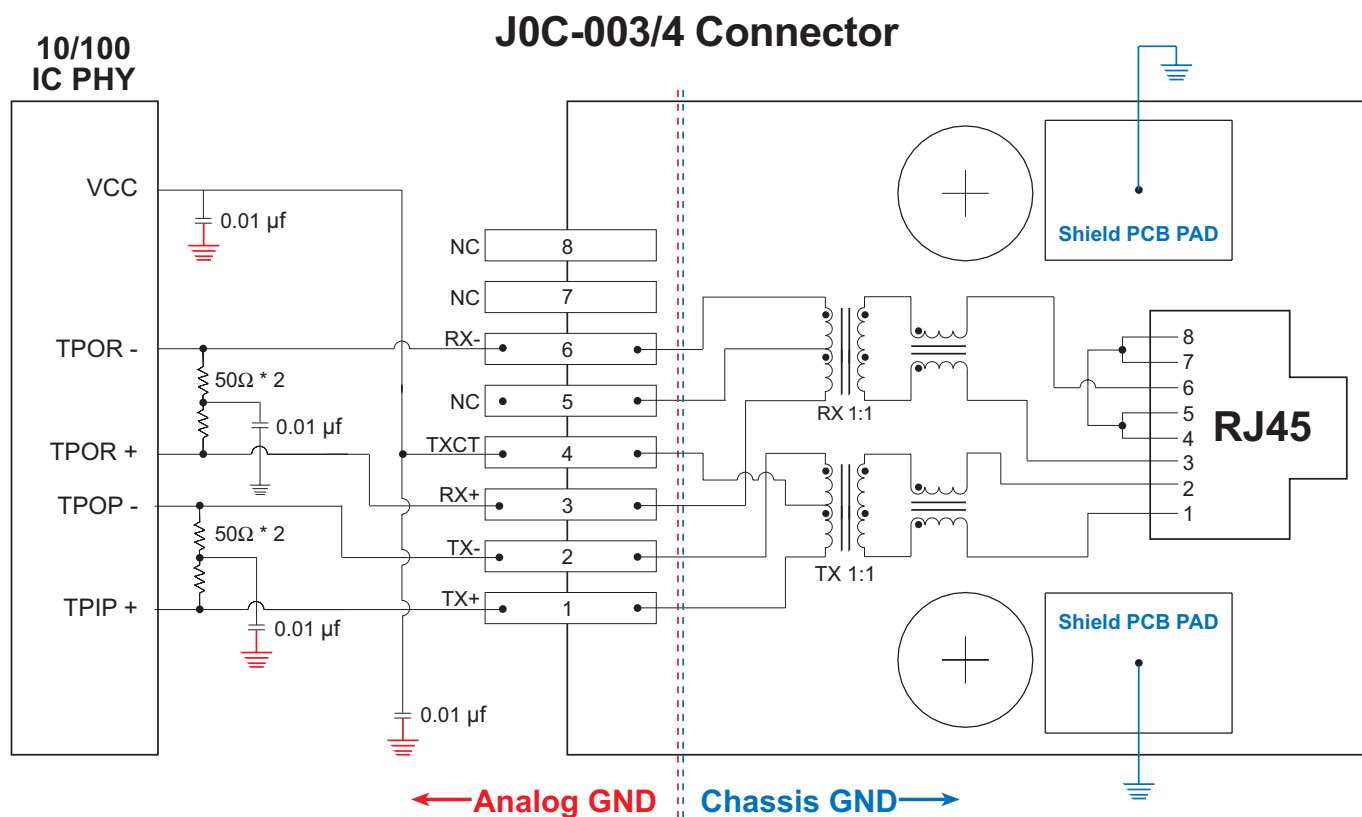 J0C-003/4 Connector
10/100
IC PHY
VCC
0.01 µf
TPOR -
50Ω * 2
0.01 µf
TPOR +
TPOP -
50Ω * 2
TPIP +
0.01 µf
0.01 µf
NC
8
NC
7
RX-
6
NC
5
TXCT
4
RX+
3
TX-
2
TX+
1
Shield PCB PAD
RX 1:1
TX 1:1
8
7
6
5
4
3
2
1
RJ45
Shield PCB PAD
Analog GND
Chassis GND